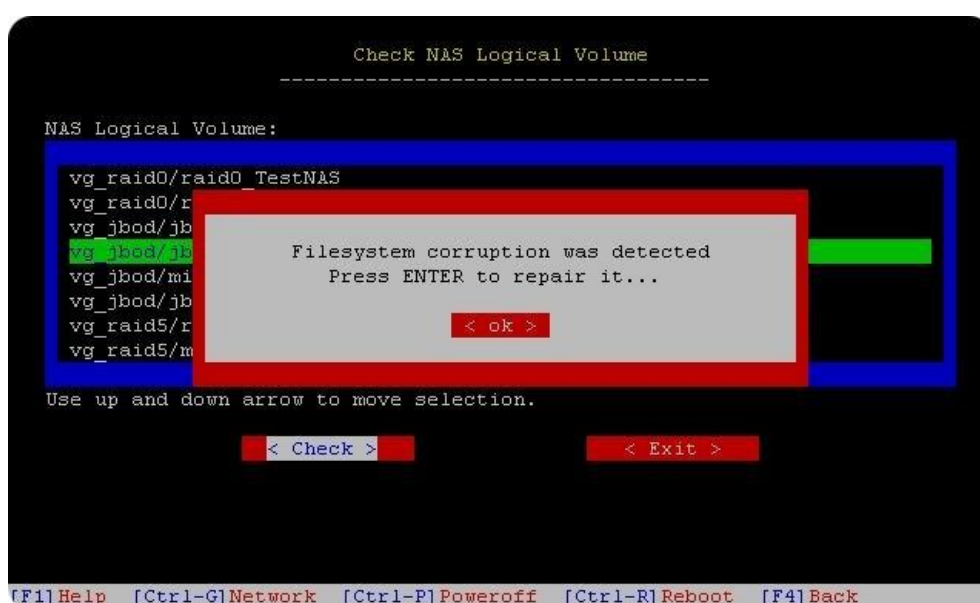 Check NAS Logical Volume
-----------------------------------
NAS Logical Volume:
vg_raid0/raid0_TestNAS
vg_raid0/r
vg_jbod/jb
vg_jbod/jb
vg_jbod/mi
vg_jbod/jb
vg_raid5/r
vg_raid5/m
Filesystem corruption was detected
Press ENTER to repair it...
< ok >
Use up and down arrow to move selection.
< Check > < Exit >
[F1]Help [Ctrl-G]Network [Ctrl-P]Poweroff [Ctrl-R]Reboot [F4]Back